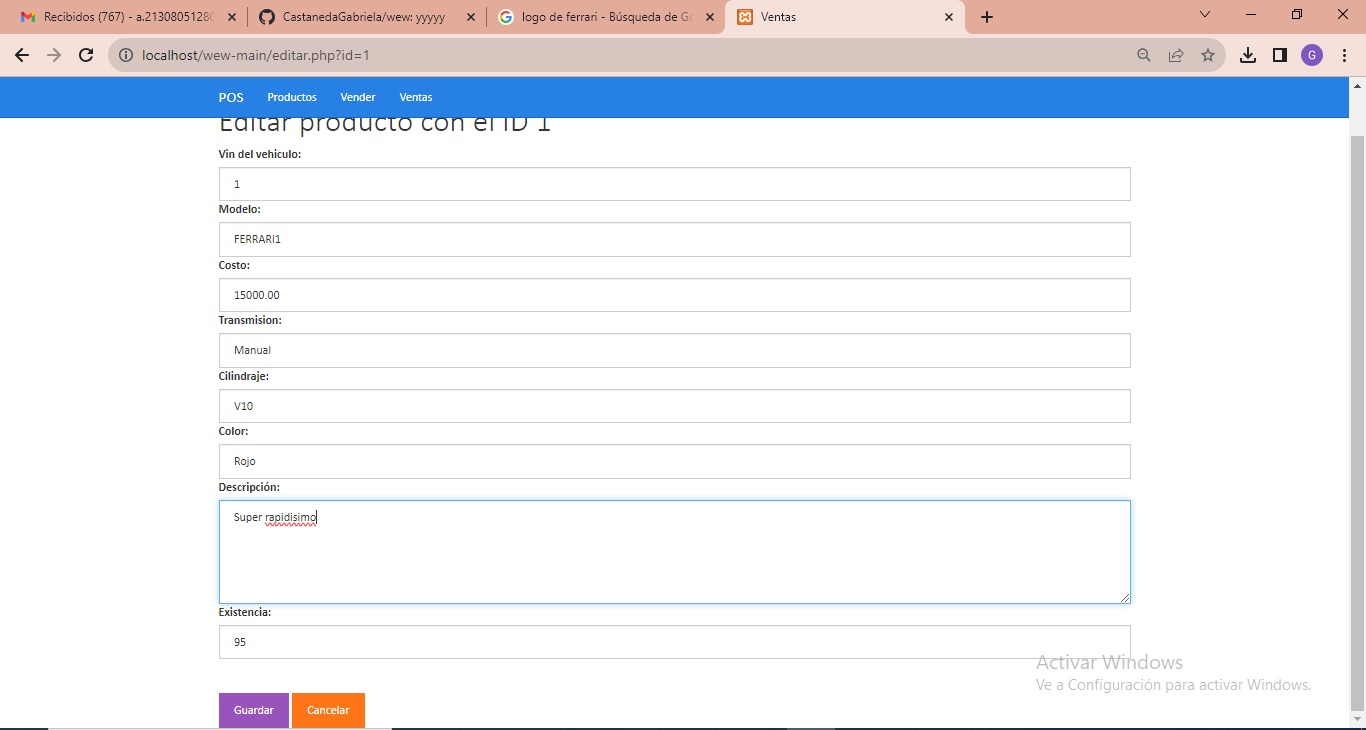 Recibidos (767) - a.21308051280
CastanedaGabriela/wew: yyyyy
logo de ferrari - Búsqueda de Go
Ventas
localhost/wew-main/editar.php?id=1
G
POS Productos Vender Ventas
Editar producto con el ID 1
Vin del vehiculo:
1
Modelo:
FERRARI1
Costo:
15000.00
Transmision:
Manual
Cilindraje:
V10
Color:
Rojo
Descripción:
Super rapidisimo
Existencia:
95
Activar Windows
Ve a Configuración para activar Windows.
Guardar Cancelar